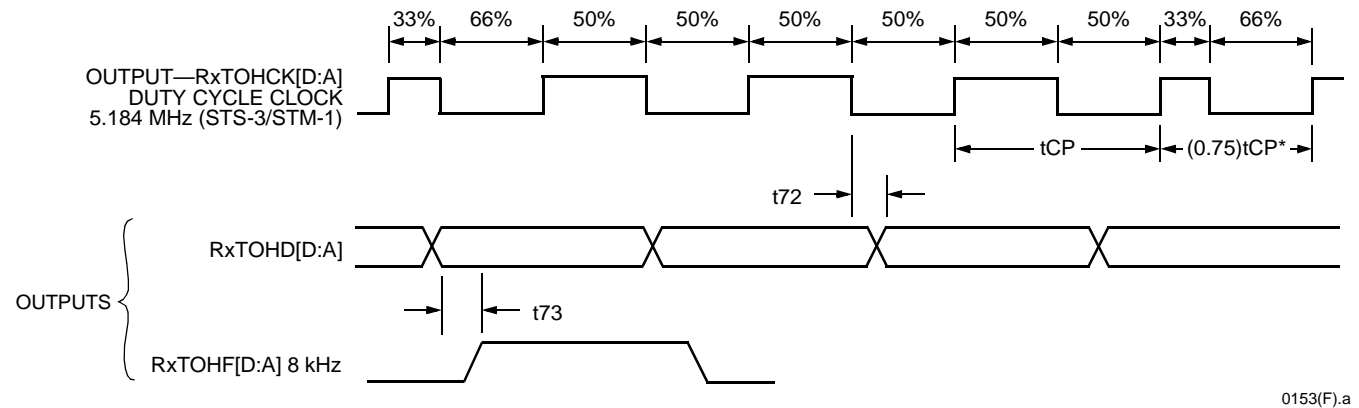 33% 66% 50% 50% 50% 50% 50% 50% 33% 66%
OUTPUT—RxTOHCK[D:A]
DUTY CYCLE CLOCK
5.184 MHz (STS-3/STM-1)
tCP (0.75)tCP*
t72
RxTOHD[D:A]
OUTPUTS
t73
RxTOHF[D:A] 8 kHz
0153(F).a